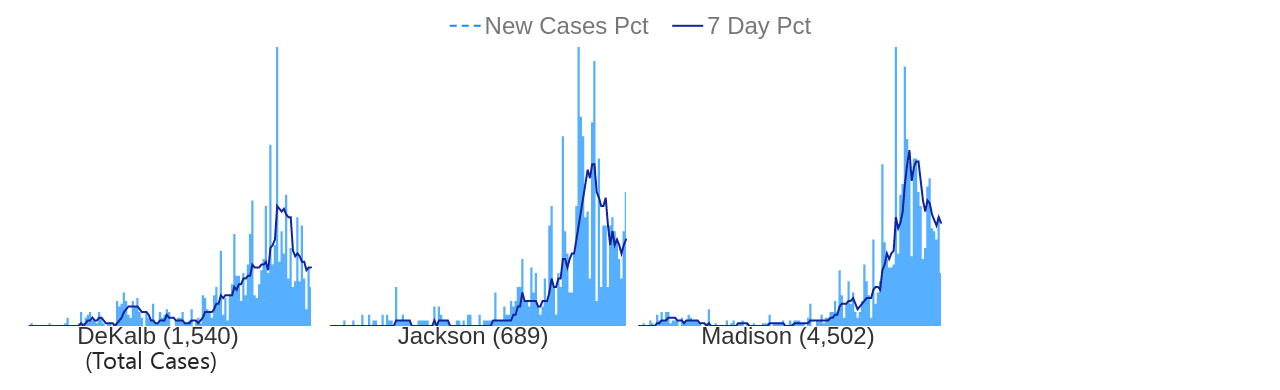 New Cases Pct 7 Day Pct
DeKalb (1,540) Jackson (689) Madison (4,502)
(Total Cases)